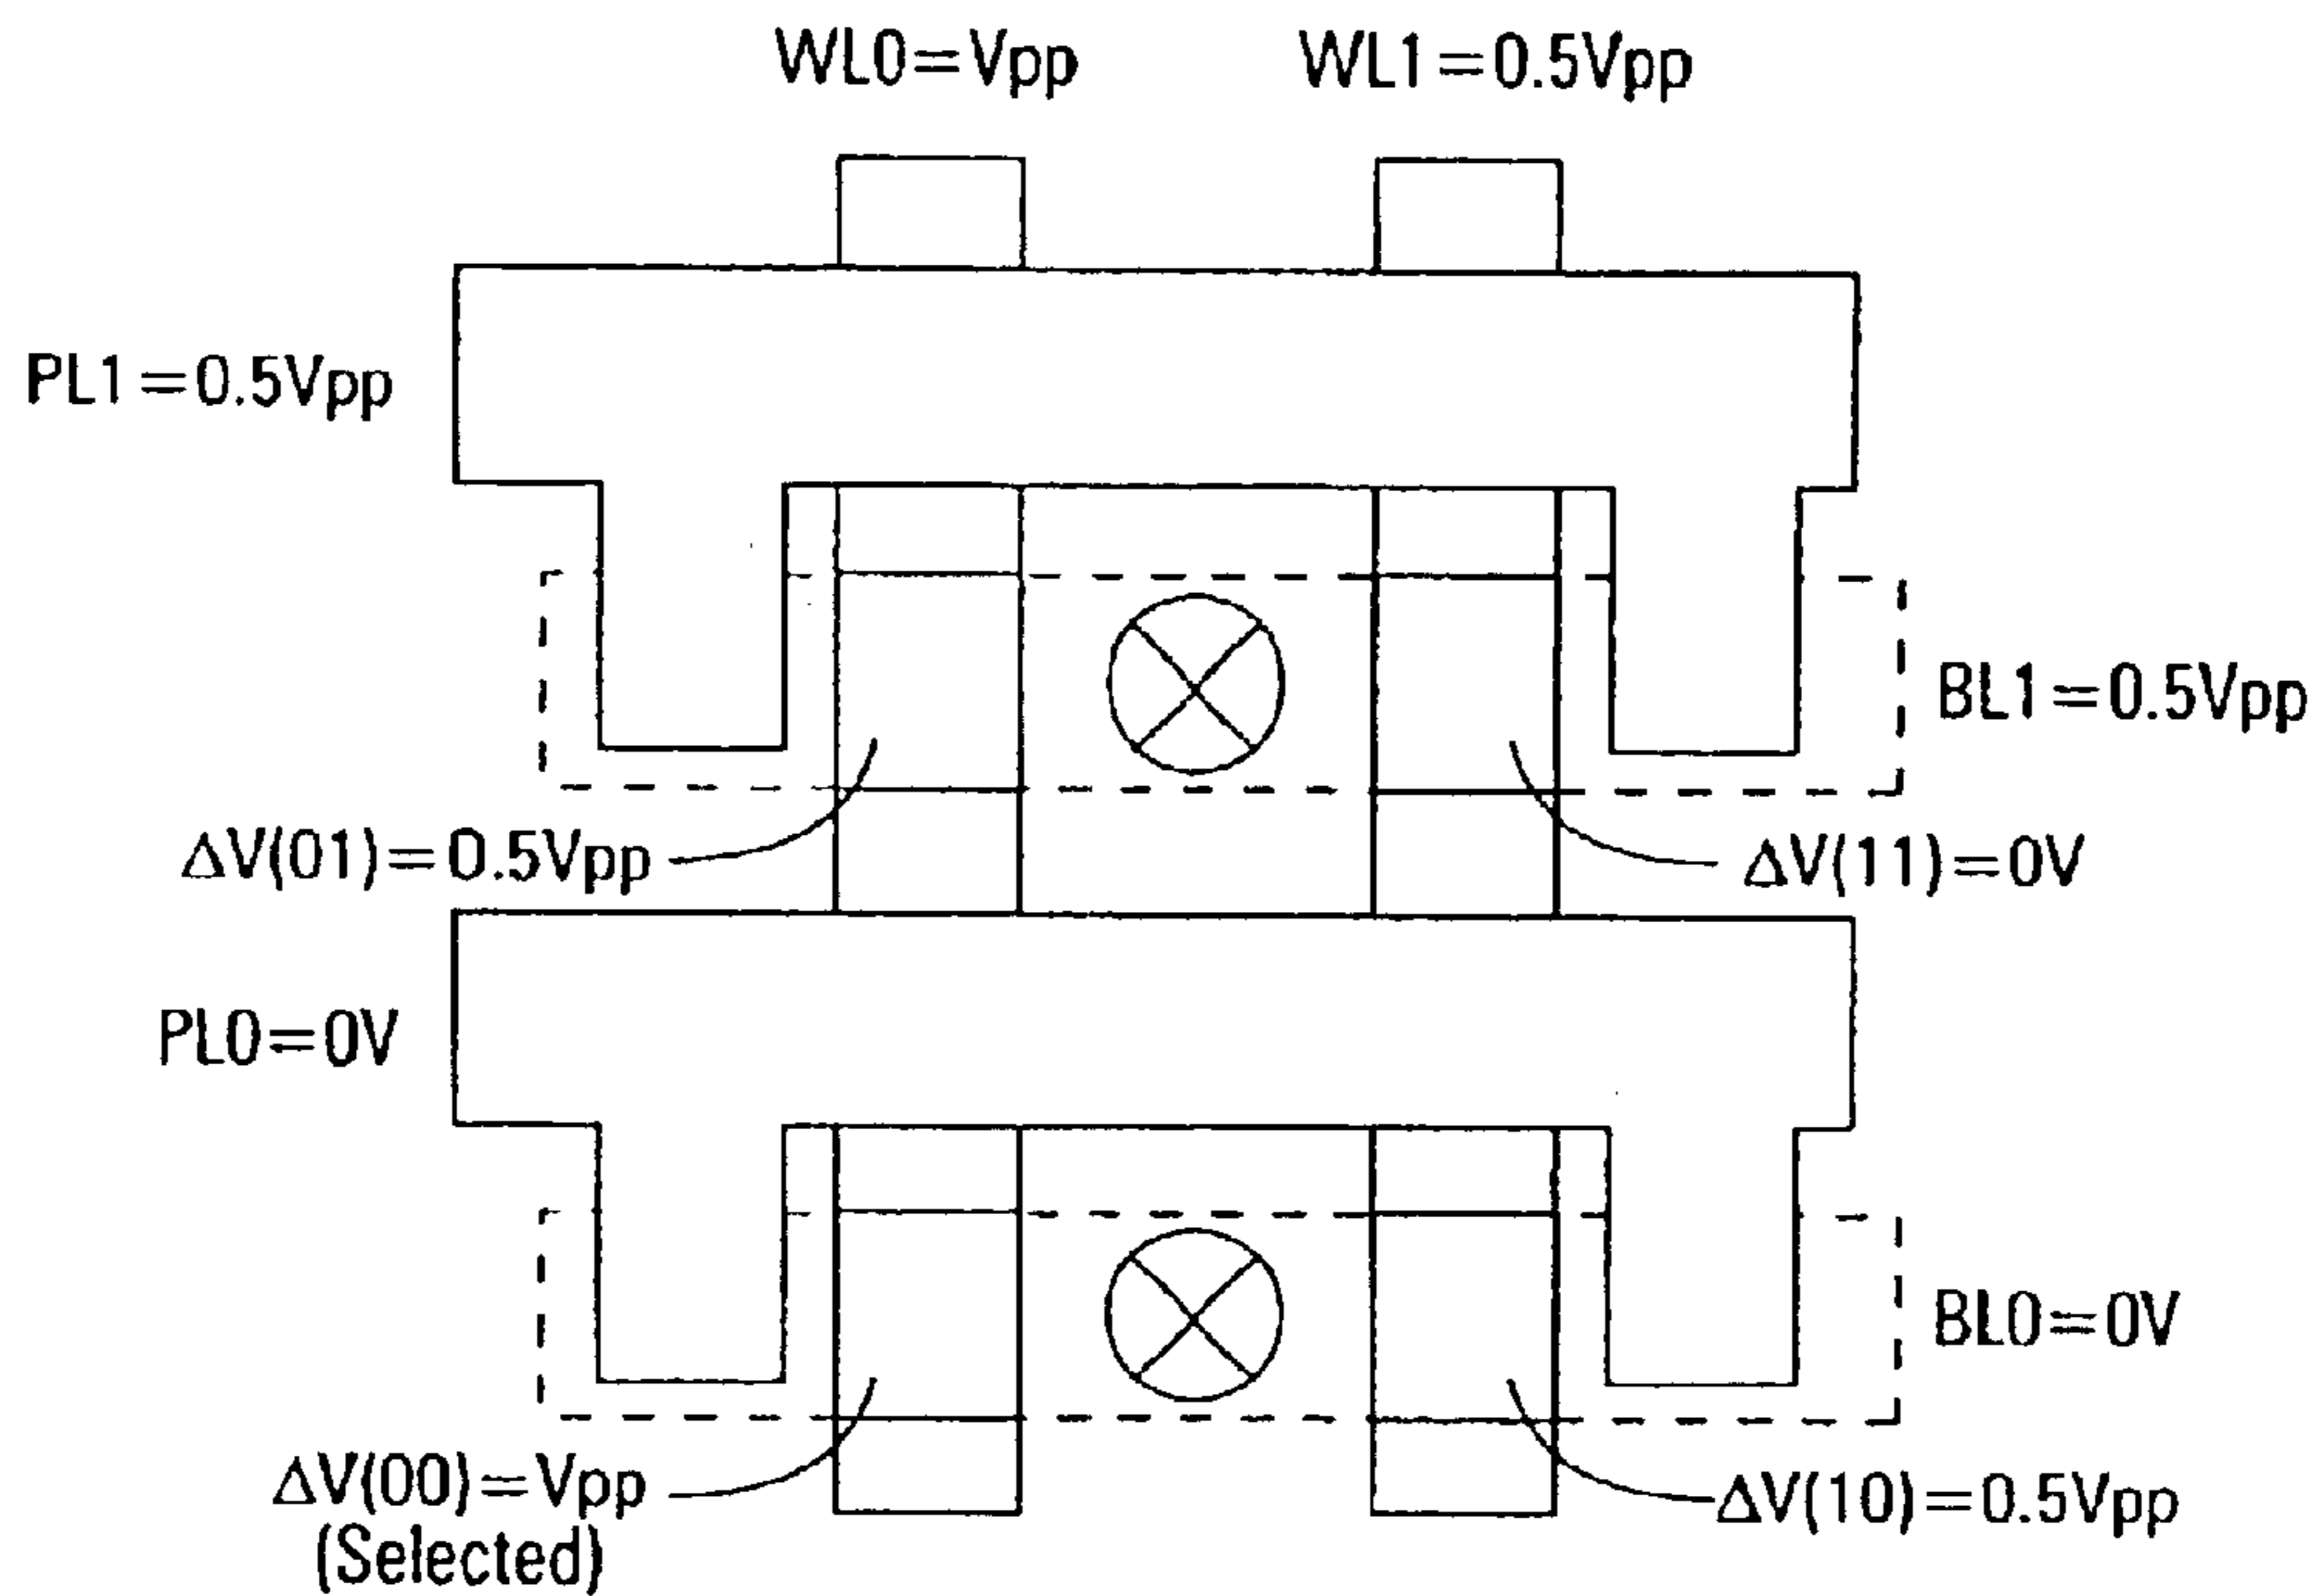 WL0=Vpp
WL1=0.5Vpp
PL1=0.5Vpp
BL1=0.5Vpp
ΔV(01)=0.5Vpp
ΔV(11)=0V
PL0=0V
BL0=0V
ΔV(00)=Vpp
(Selected)
ΔV(10)=0.5Vpp